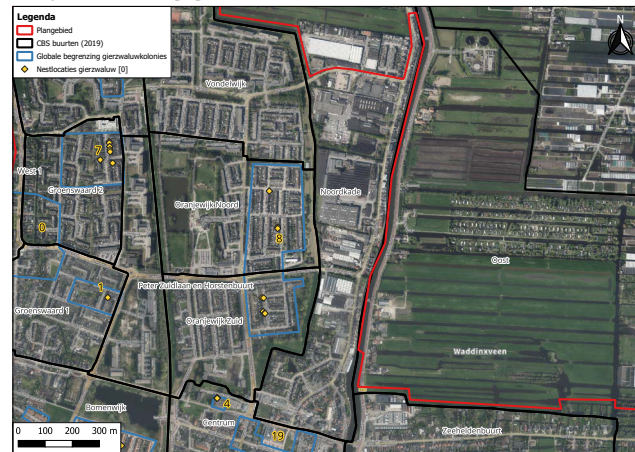 Legenda
Plangebied
CBS buurten (2019)
Globale begrenzing gierzwaluwkolonies
Nestlocaties gierzwaluw [0]
N
Vondelwijk
7
West 1
Groenswaard 2
Oranjewijk Noord
Noordkade
0
8
Oost
Peter Zuidlaan en Horstenbuurt
1
Groenswaard 1
Oranjewijk Zuid
Waddinxveen
Bomenwijk
4
Centrum
19
Zeeheldenbuurt
0 100 200 300 m